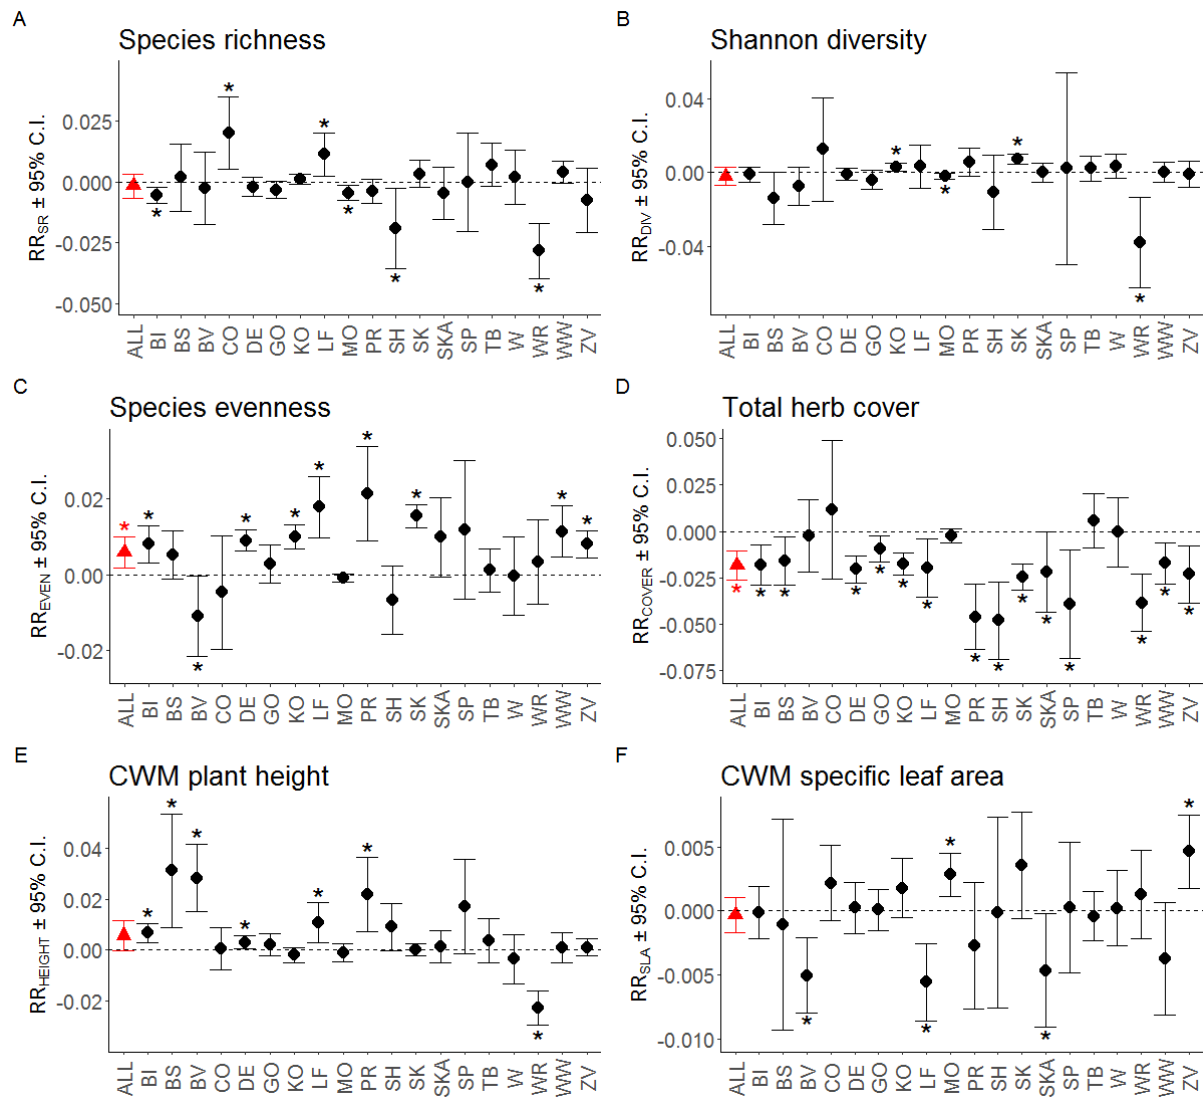 A
Species richness
RR_SR ± 95% C.I.
0.025
0.000
-0.025
-0.050
* * * * * *
ALL BI BS BV CO DE GO KO LF MO PR SH SK SKA SP TB W WR WW ZV
B
Shannon diversity
RR_DIV ± 95% C.I.
0.04
0.00
-0.04
* * * *
ALL BI BS BV CO DE GO KO LF MO PR SH SK SKA SP TB W WR WW ZV
C
Species evenness
RR_EVEN ± 95% C.I.
0.02
0.00
-0.02
* * * * * * * * * *
ALL BI BS BV CO DE GO KO LF MO PR SH SK SKA SP TB W WR WW ZV
D
Total herb cover
RR_COVER ± 95% C.I.
0.050
0.025
0.000
-0.025
-0.050
-0.075
* * * * * * * * * * * * * * *
ALL BI BS BV CO DE GO KO LF MO PR SH SK SKA SP TB W WR WW ZV
E
CWM plant height
RR_HEIGHT ± 95% C.I.
0.04
0.02
0.00
-0.02
* * * * * * *
ALL BI BS BV CO DE GO KO LF MO PR SH SK SKA SP TB W WR WW ZV
F
CWM specific leaf area
RR_SLA ± 95% C.I.
0.005
0.000
-0.005
-0.010
* * * * *
ALL BI BS BV CO DE GO KO LF MO PR SH SK SKA SP TB W WR WW ZV